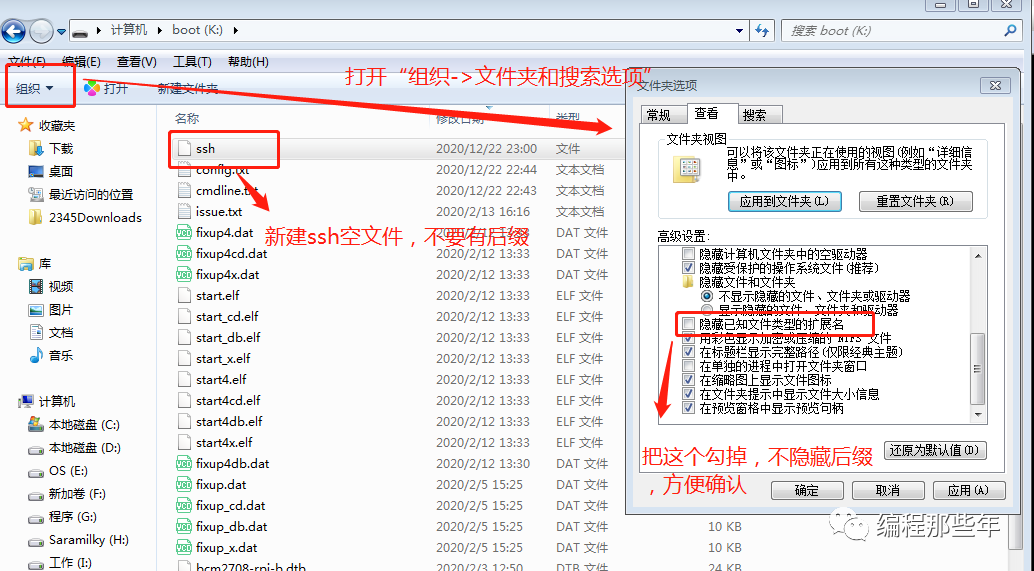 计算机 boot (K:)
搜索 boot (K:)
文件(F) 编辑(E) 查看(V) 工具(T) 帮助(H)
打开“组织->文件夹和搜索选项”
组织 打开 新建文件夹
收藏夹
下载
桌面
最近访问的位置
2345Downloads
库
视频
图片
文档
音乐
计算机
本地磁盘 (C:)
本地磁盘 (D:)
OS (E:)
新加卷 (F:)
程序 (G:)
Saramilky (H:)
工作 (I:)
名称 修改日期 类型
ssh 2020/12/22 23:00 文件
config.txt 2020/12/22 22:44 文本文档
cmdline.txt 2020/12/22 22:43 文本文档
issue.txt 2020/2/13 16:16 文本文档
新建ssh空文件，不要有后缀
fixup4.dat DAT 文件
fixup4cd.dat 2020/2/12 13:33 DAT 文件
fixup4x.dat 2020/2/12 13:33 DAT 文件
start.elf 2020/2/12 13:33 ELF 文件
start_cd.elf 2020/2/12 13:33 ELF 文件
start_db.elf 2020/2/12 13:33 ELF 文件
start_x.elf 2020/2/12 13:33 ELF 文件
start4.elf 2020/2/12 13:33 ELF 文件
start4cd.elf 2020/2/12 13:33 ELF 文件
start4db.elf 2020/2/12 13:33 ELF 文件
start4x.elf 2020/2/12 13:33 ELF 文件
fixup4db.dat 2020/2/12 13:30 DAT 文件
fixup.dat 2020/2/5 15:25 DAT 文件
fixup_cd.dat 2020/2/5 15:25 DAT 文件
fixup_db.dat 2020/2/5 15:25 DAT 文件 10 KB
fixup_x.dat 2020/2/5 15:25 DAT 文件 10 KB
bcm2708-rpi-b.dtb 2020/2/3 12:50 DTB 文件 24 KB
文件夹选项
常规 查看 搜索
文件夹视图
可以将该文件夹正在使用的视图(例如“详细信
息”或“图标”)应用到所有这种类型的文件夹
中。
应用到文件夹(L) 重置文件夹(R)
高级设置:
隐藏计算机文件夹中的空驱动器
隐藏受保护的操作系统文件(推荐)
隐藏文件和文件夹
不显示隐藏的文件、文件夹或驱动器
显示隐藏的文件、文件夹和驱动器
隐藏已知文件类型的扩展名
用彩色显示加密或压缩的 NTFS 文件
在标题栏显示完整路径(仅限经典主题)
在单独的进程中打开文件夹窗口
在缩略图上显示文件图标
在文件夹提示中显示文件大小信息
在预览窗格中显示预览句柄
还原为默认值(D)
把这个勾掉，不隐藏后缀
，方便确认
确定 取消 应用(A)
编程那些年